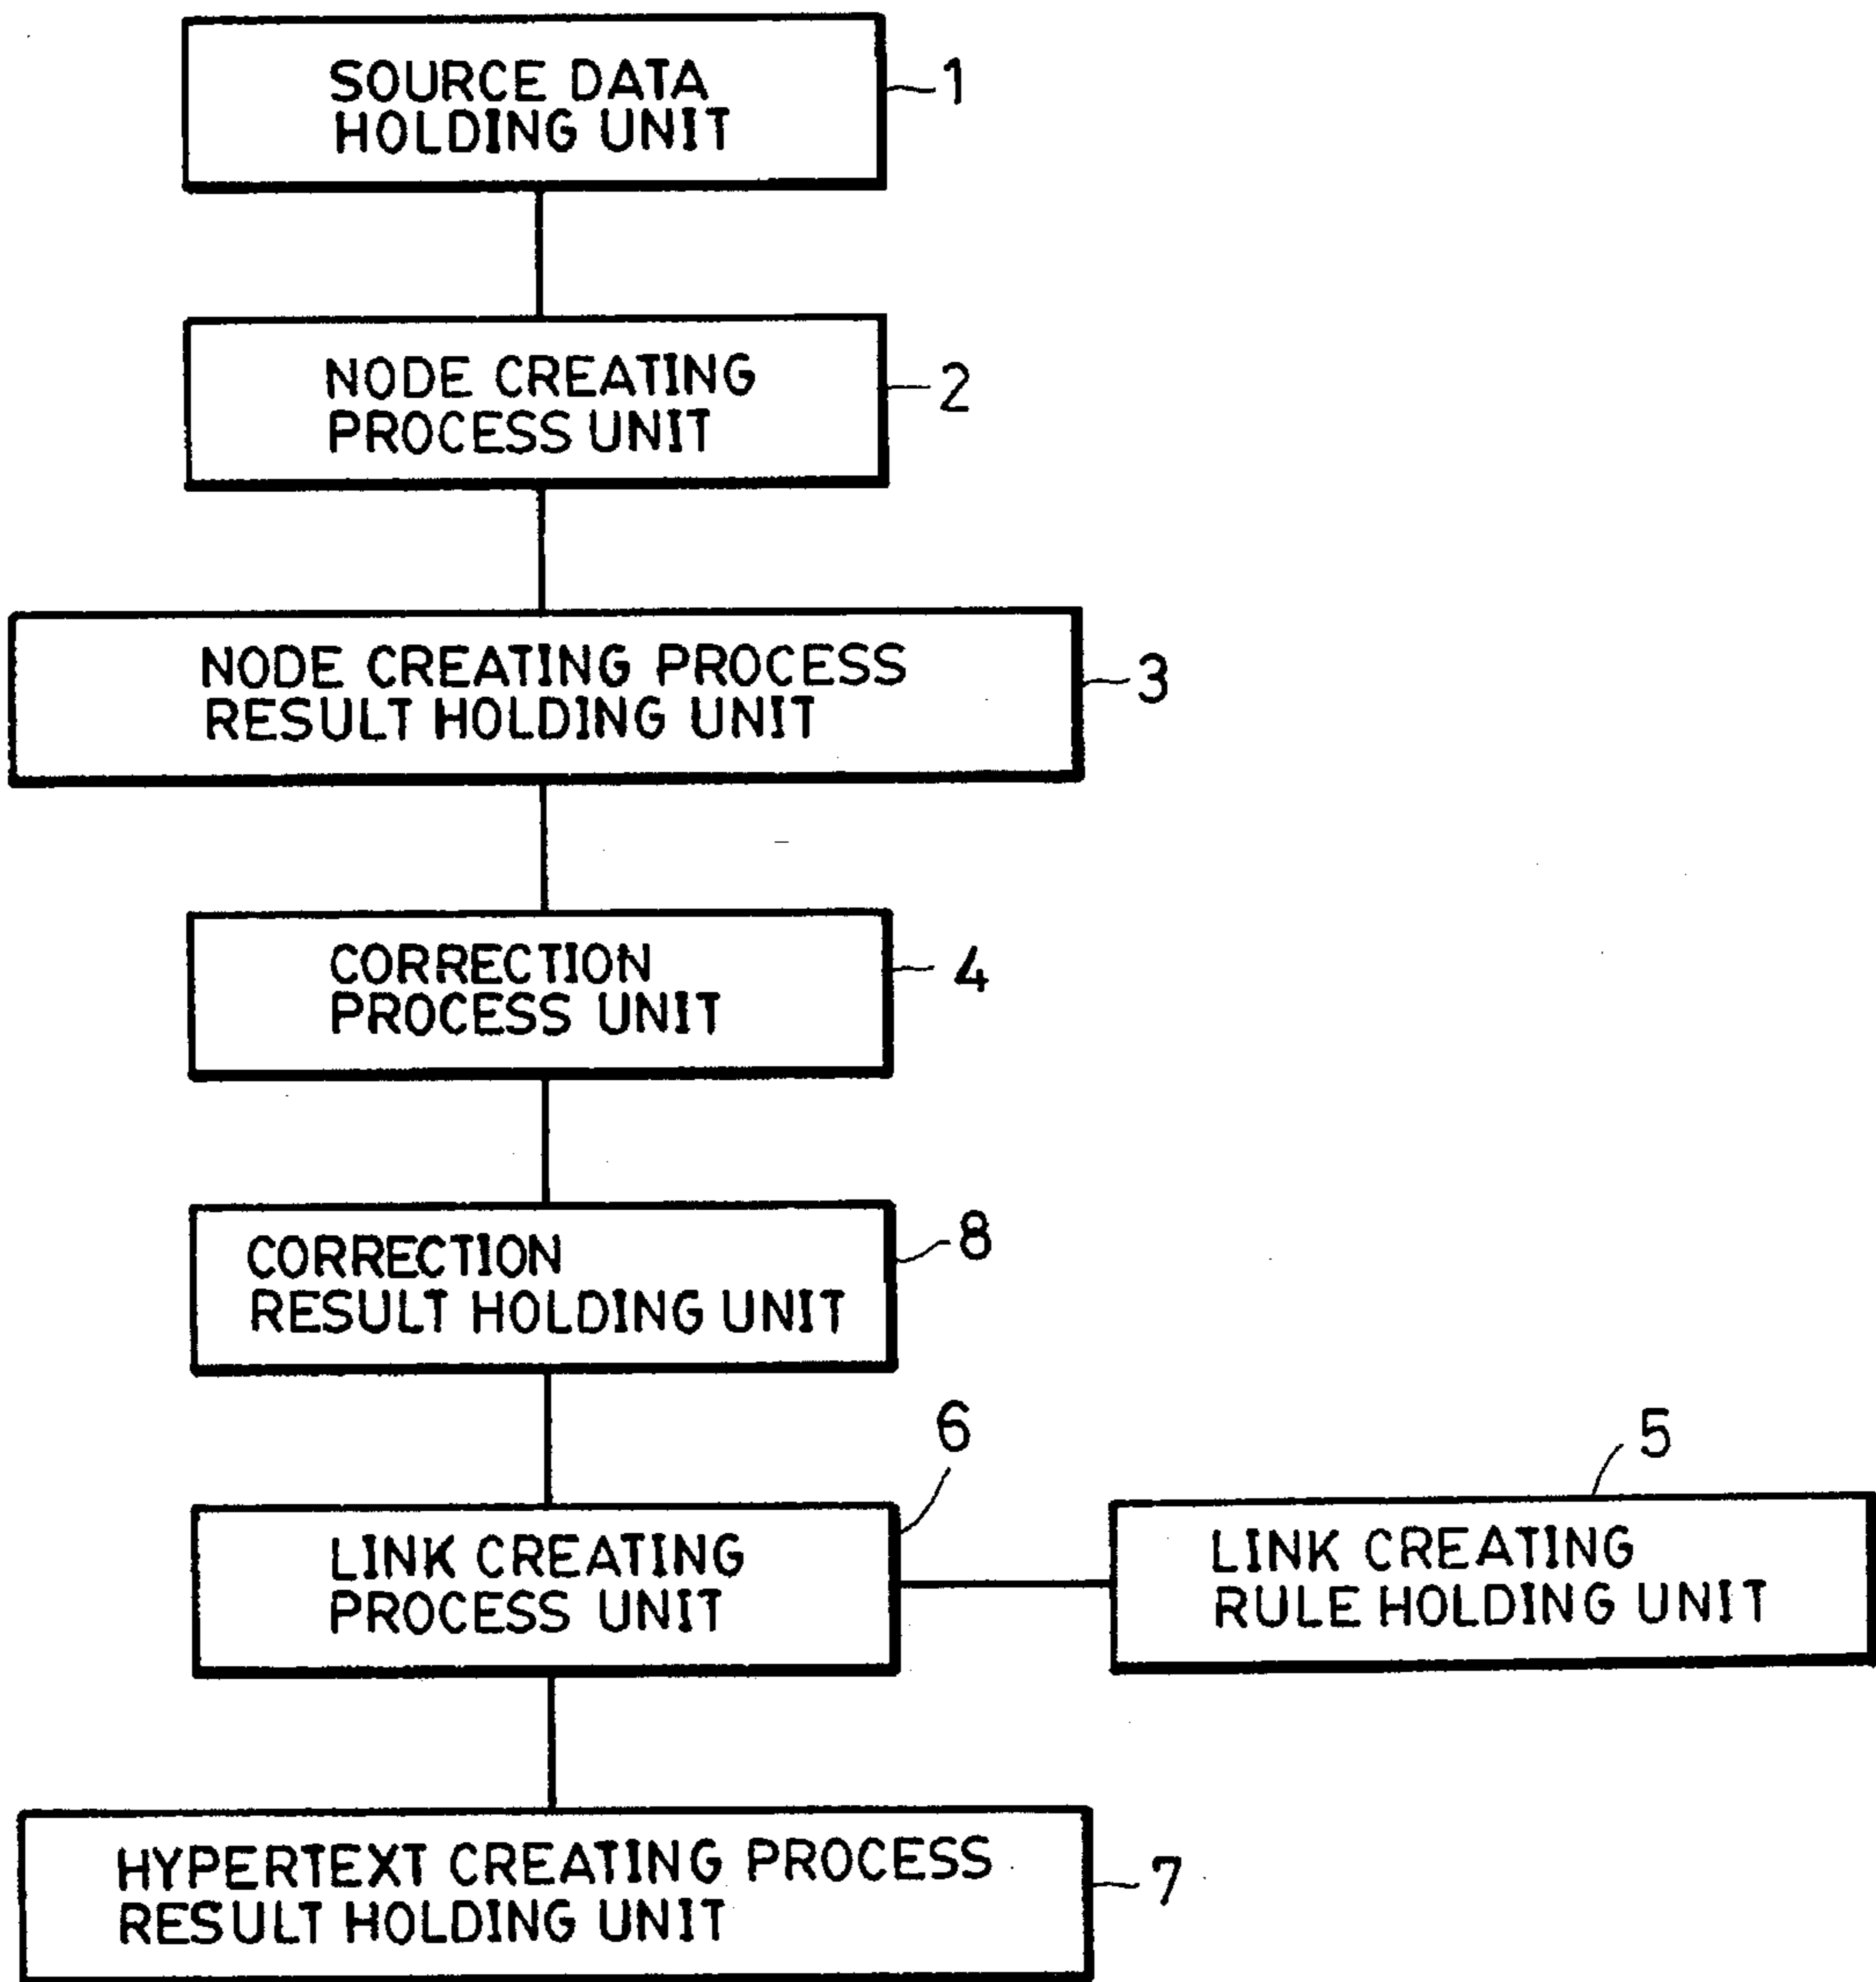 SOURCE DATA
HOLDING UNIT
1
NODE CREATING
PROCESS UNIT
2
NODE CREATING PROCESS
RESULT HOLDING UNIT
3
CORRECTION
PROCESS UNIT
4
CORRECTION
RESULT HOLDING UNIT
8
LINK CREATING
PROCESS UNIT
6
LINK CREATING
RULE HOLDING UNIT
5
HYPERTEXT CREATING PROCESS
RESULT HOLDING UNIT
7